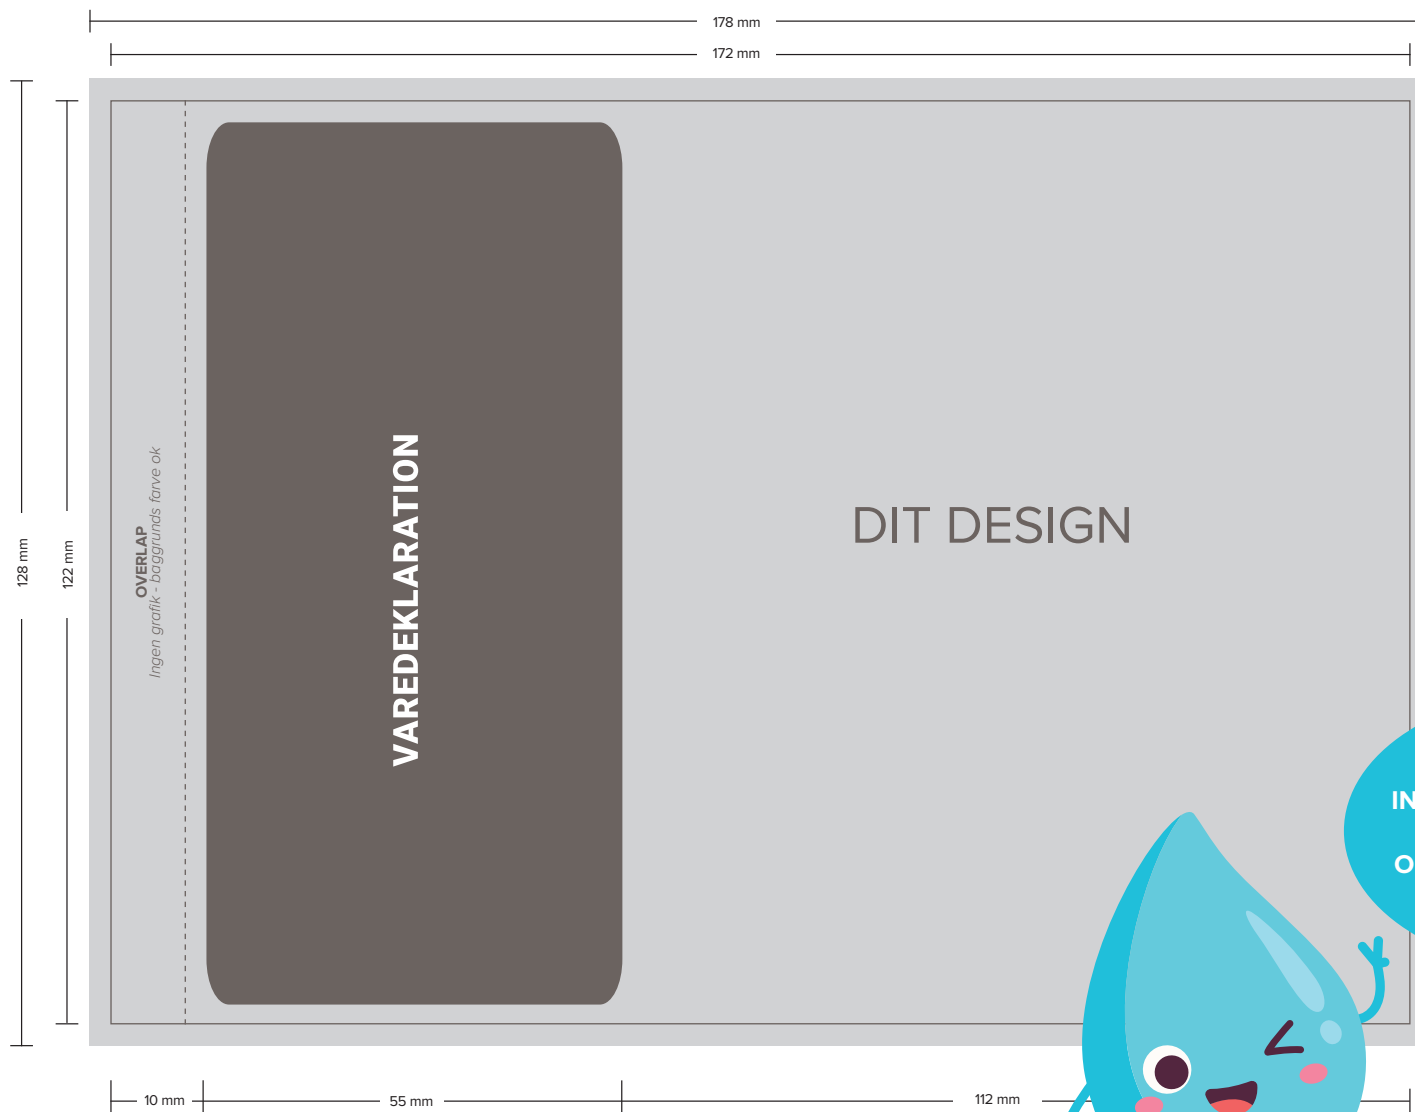 178 mm
172 mm
128 mm
122 mm
OVERLAP
Ingen grafik - baggrunds farve ok
VAREDEKLARATION
DIT DESIGN
10 mm
55 mm
112 mm